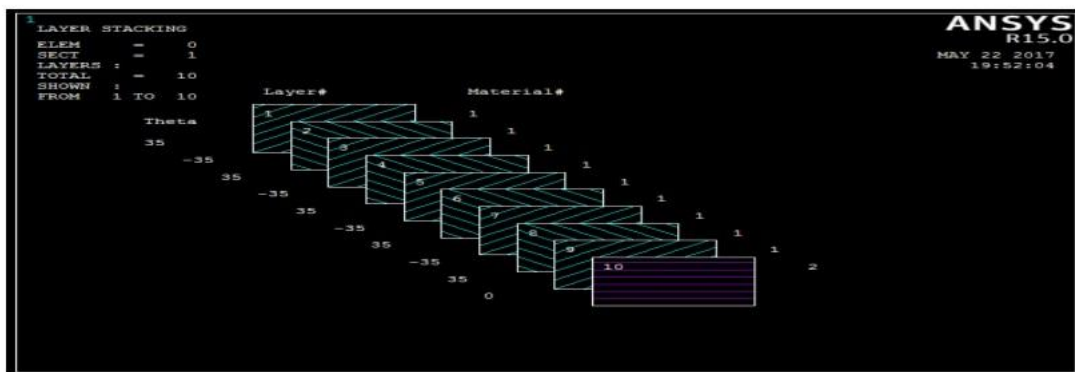 1
LAYER STACKING
ELEM = 0
SECT = 1
LAYERS :
TOTAL = 10
SHOWN :
FROM 1 TO 10
ANSYS
R15.0
MAY 22 2017
19:52:04
Layer# Material#
Theta
1 1
35 2 1
-35 3 1
35 4 1
-35 5 1
35 6 1
-35 7 1
35 8 1
-35 9 1
35 10 2
0